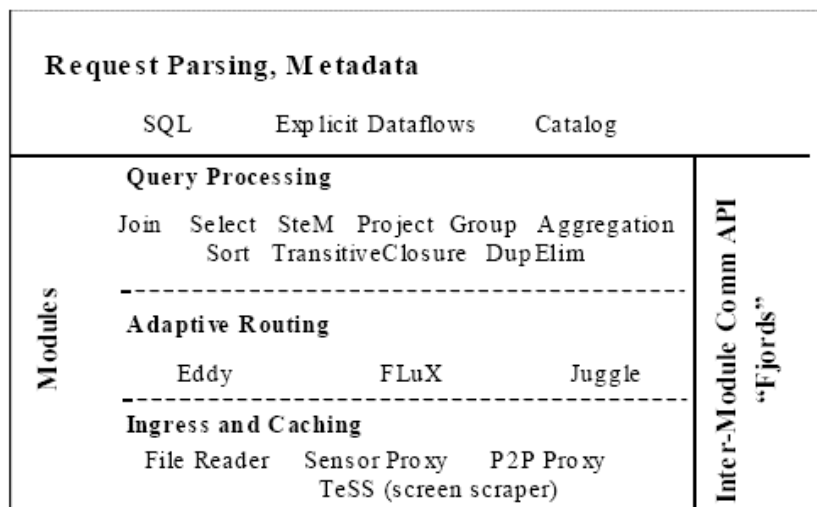 Request Parsing, Metadata
SQL Explicit Dataflows Catalog
Query Processing
Join Select SteM Project Group Aggregation
Sort TransitiveClosure DupElim
Adaptive Routing
Eddy FLuX Juggle
Ingress and Caching
File Reader Sensor Proxy P2P Proxy
TeSS (screen scraper)
Modules
Inter-Module Comm API
“Fjords”